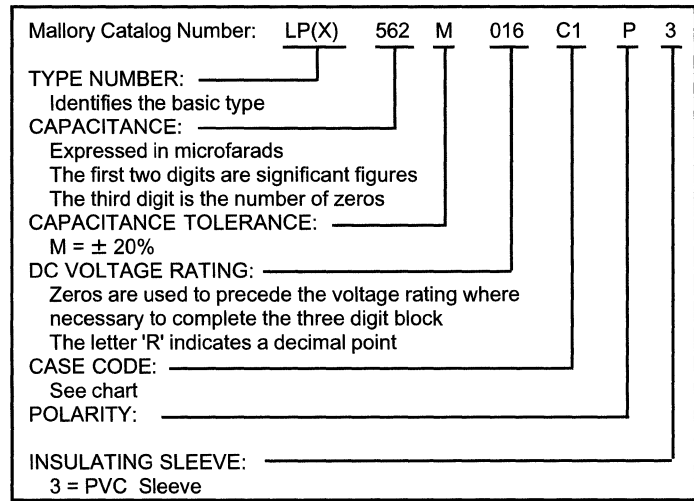 Mallory Catalog Number: LP(X) 562 M 016 C1 P 3
TYPE NUMBER:
Identifies the basic type
CAPACITANCE:
Expressed in microfarads
The first two digits are significant figures
The third digit is the number of zeros
CAPACITANCE TOLERANCE:
M = ± 20%
DC VOLTAGE RATING:
Zeros are used to precede the voltage rating where
necessary to complete the three digit block
The letter 'R' indicates a decimal point
CASE CODE:
See chart
POLARITY:
INSULATING SLEEVE:
3 = PVC Sleeve